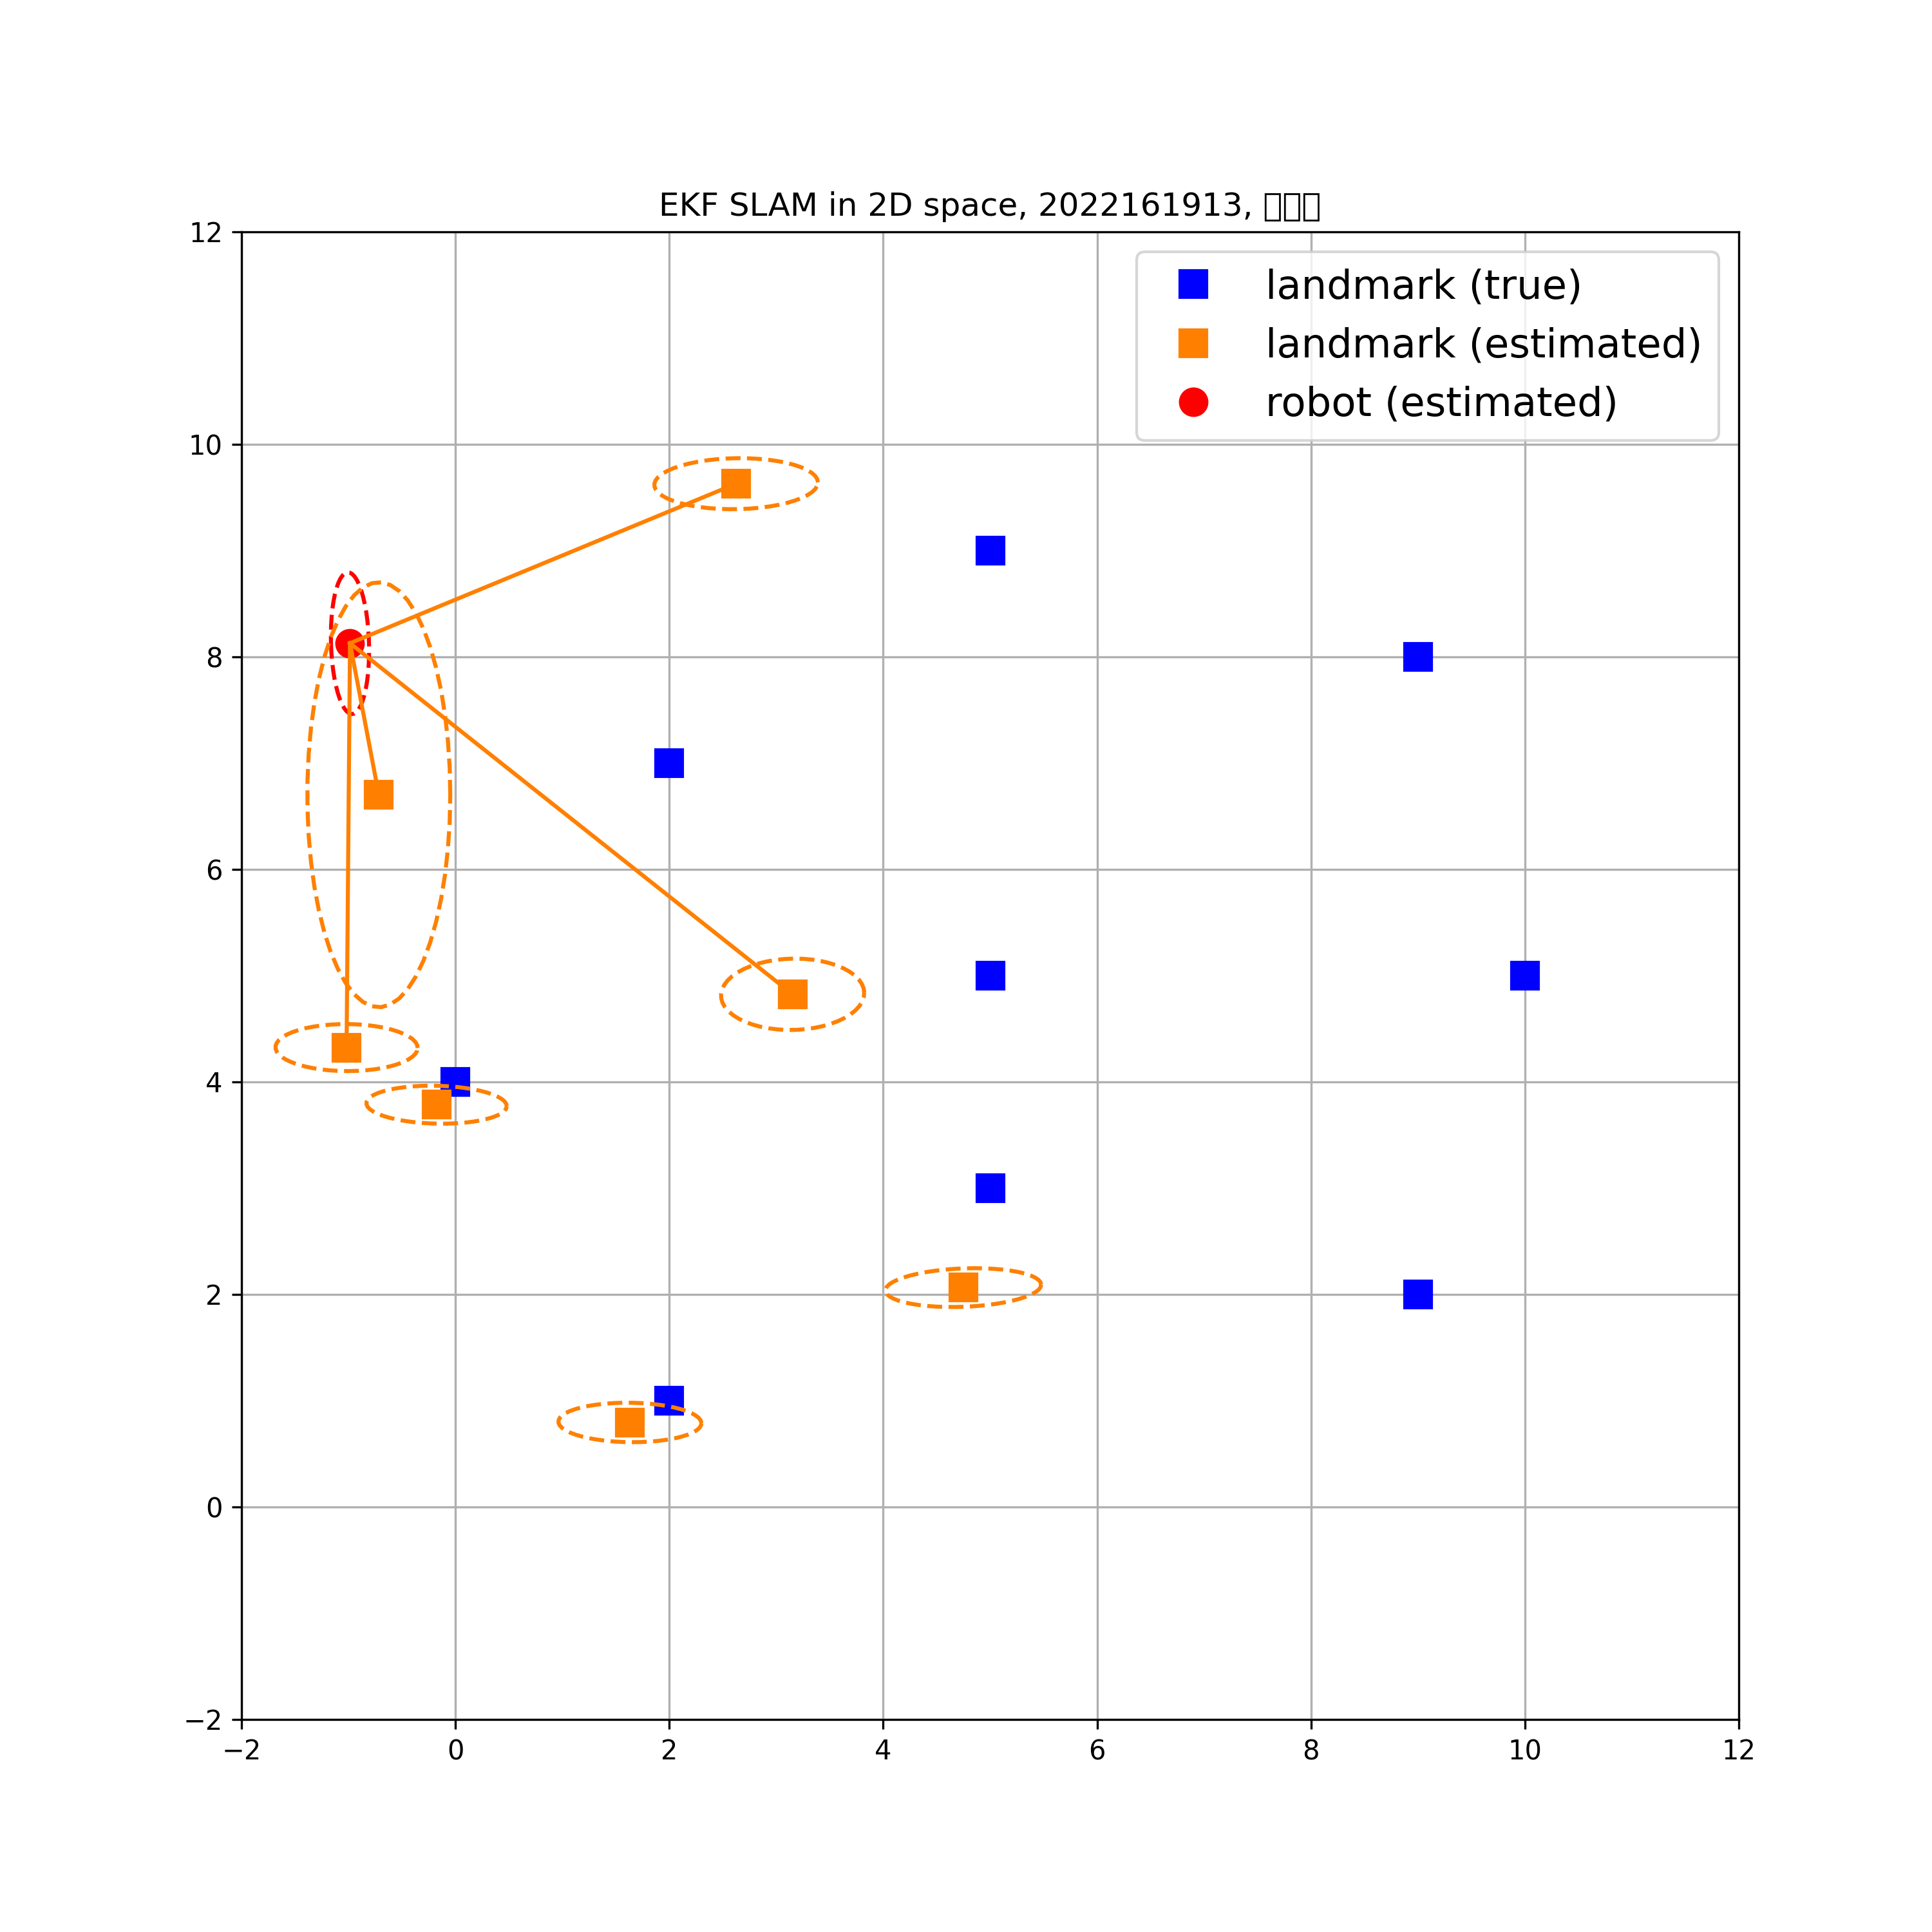 EKF SLAM in 2D space, 2022161913,
landmark (true)
landmark (estimated)
robot (estimated)
12
10
8
6
4
2
0
−2
−2 0 2 4 6 8 10 12